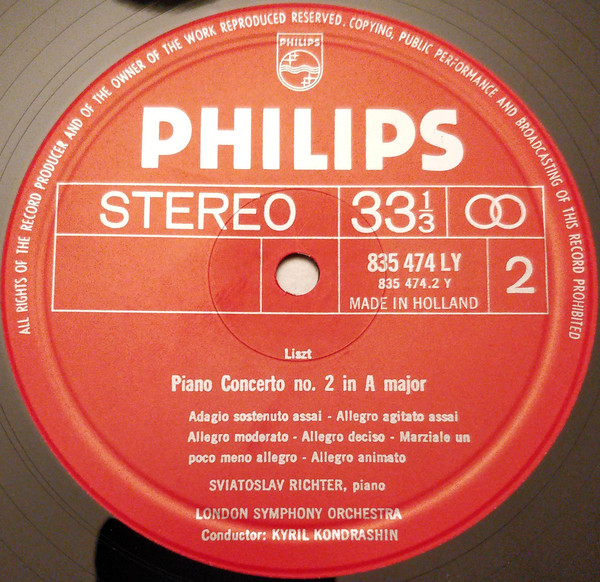 ALL RIGHTS OF THE RECORD PRODUCER AND OF THE OWNER OF THE WORK REPRODUCED RESERVED. COPYING, PUBLIC PERFORMANCE AND BROADCASTING OF THIS RECORD PROHIBITED
PHILIPS
PHILIPS
STEREO 33⅓
835 474 LY
835 474.2 Y
MADE IN HOLLAND
2
Liszt
Piano Concerto no. 2 in A major
Adagio sostenuto assai - Allegro agitato assai
Allegro moderato - Allegro deciso - Marziale un
poco meno allegro - Allegro animato
SVIATOSLAV RICHTER, piano
LONDON SYMPHONY ORCHESTRA
Conductor: KYRIL KONDRASHIN